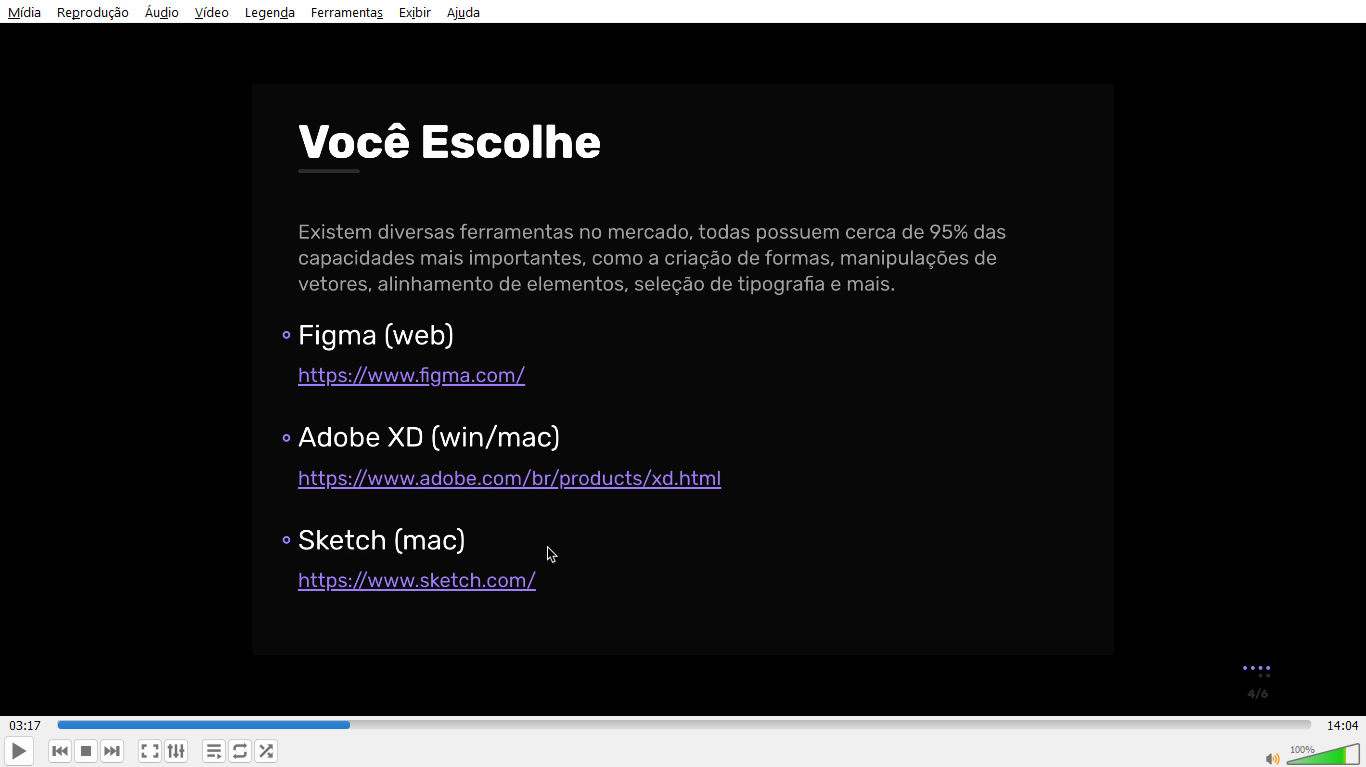 Mídia Reprodução Áudio Vídeo Legenda Ferramentas Exibir Ajuda
Você Escolhe
Existem diversas ferramentas no mercado, todas possuem cerca de 95% das
capacidades mais importantes, como a criação de formas, manipulações de
vetores, alinhamento de elementos, seleção de tipografia e mais.
Figma (web)
https://www.figma.com/
Adobe XD (win/mac)
https://www.adobe.com/br/products/xd.html
Sketch (mac)
https://www.sketch.com/
4/6
03:17 14:04
100%